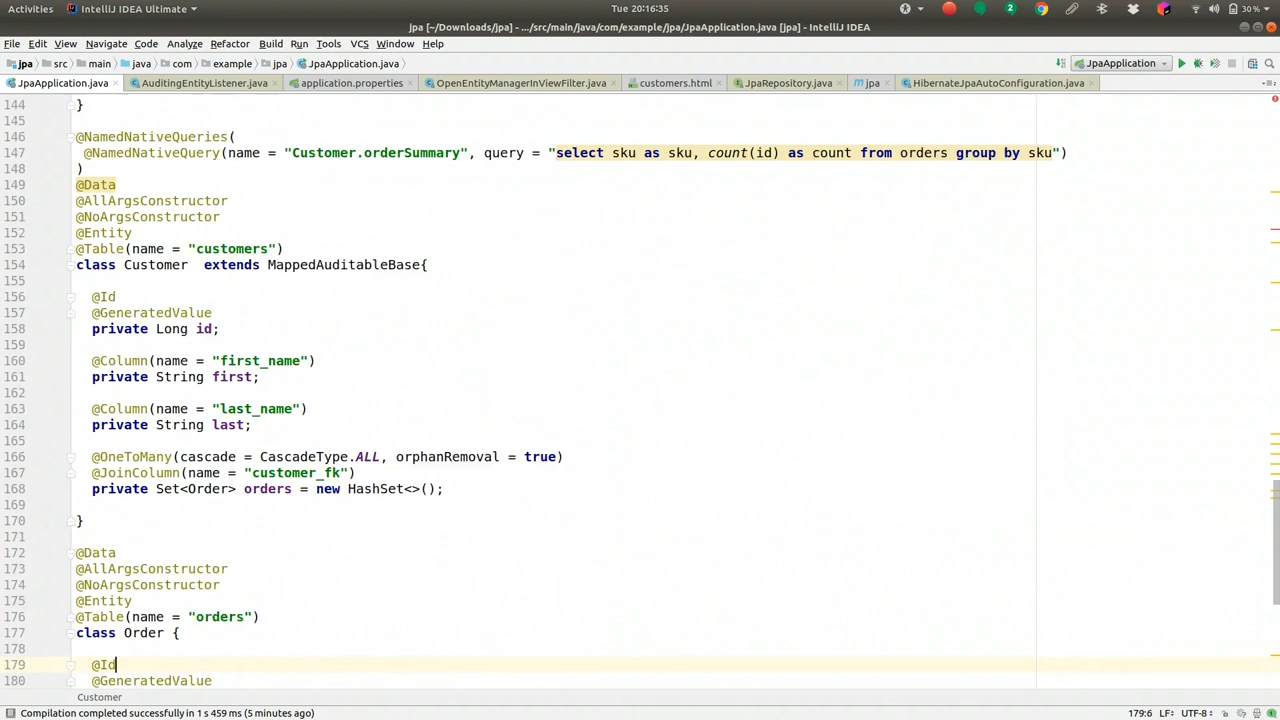 Activities IntelliJ IDEA Ultimate Tue 20:16:35 2 30%
jpa [~/Downloads/jpa] - .../src/main/java/com/example/jpa/JpaApplication.java [jpa] - IntelliJ IDEA
File Edit View Navigate Code Analyze Refactor Build Run Tools VCS Window Help
jpa src main java com example jpa JpaApplication.java JpaApplication
JpaApplication.java AuditingEntityListener.java application.properties OpenEntityManagerInViewFilter.java customers.html JpaRepository.java jpa HibernateJpaAutoConfiguration.java
144 }
145
146 @NamedNativeQueries(
147 @NamedNativeQuery(name = "Customer.orderSummary", query = "select sku as sku, count(id) as count from orders group by sku")
148 )
149 @Data
150 @AllArgsConstructor
151 @NoArgsConstructor
152 @Entity
153 @Table(name = "customers")
154 class Customer  extends MappedAuditableBase{
155
156 @Id
157 @GeneratedValue
158 private Long id;
159
160 @Column(name = "first_name")
161 private String first;
162
163 @Column(name = "last_name")
164 private String last;
165
166 @OneToMany(cascade = CascadeType.ALL, orphanRemoval = true)
167 @JoinColumn(name = "customer_fk")
168 private Set<Order> orders = new HashSet<>();
169
170 }
171
172 @Data
173 @AllArgsConstructor
174 @NoArgsConstructor
175 @Entity
176 @Table(name = "orders")
177 class Order {
178
179 @Id
180 @GeneratedValue
Customer
Compilation completed successfully in 1 s 459 ms (5 minutes ago) 179:6 LF÷ UTF-8÷